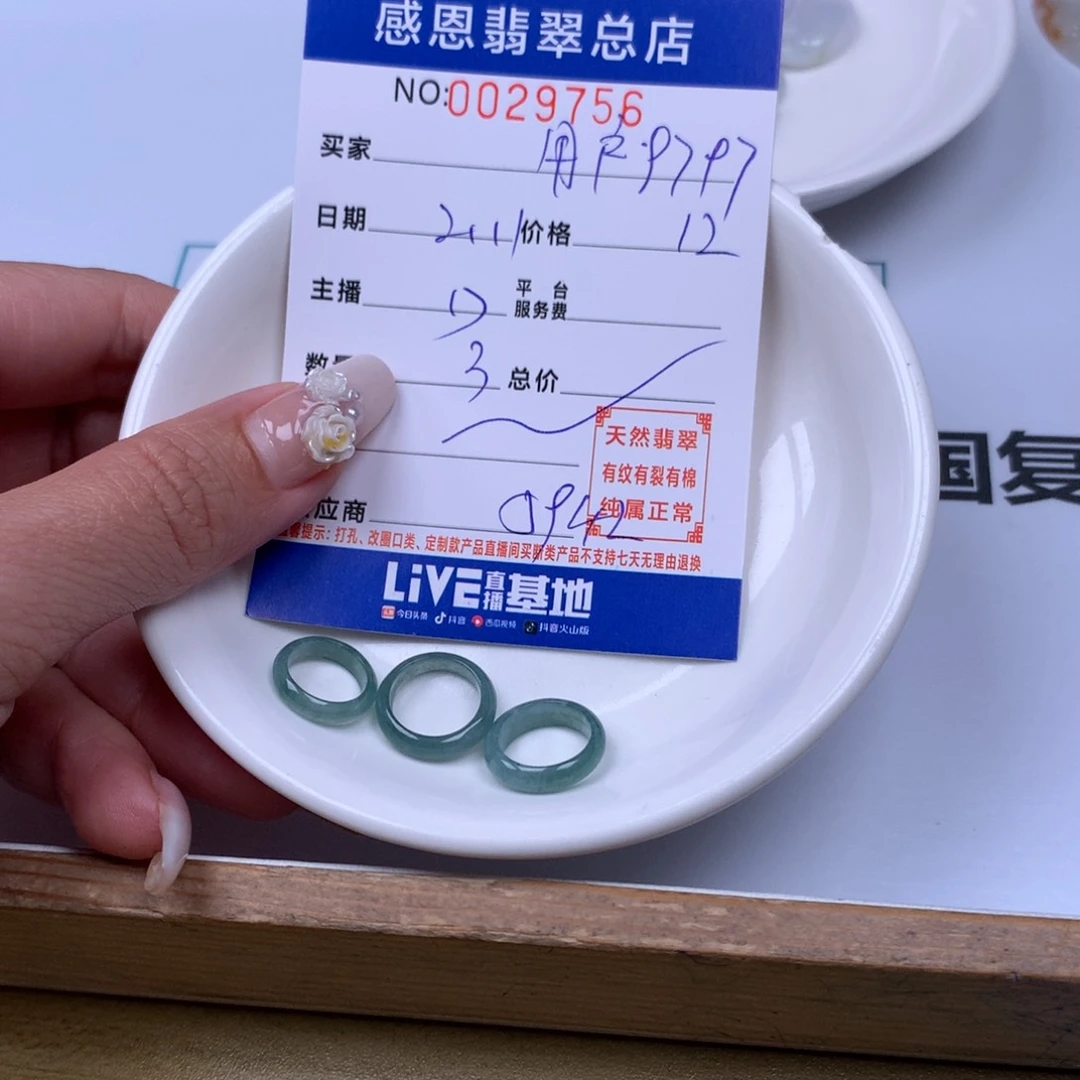 感恩翡翠总店
NO:0029756
买家 用户9797
日期 2.11 价格 12
主播 平台服务费
数 3 总价
天然翡翠
有纹有裂有棉
纯属正常
应商 0942
提示：打孔、改圈口类、定制款产品直播间买断类产品不支持七天无理由退换
LiVE直播基地
头条 今日头条 抖音 西瓜视频 抖音火山版
国复